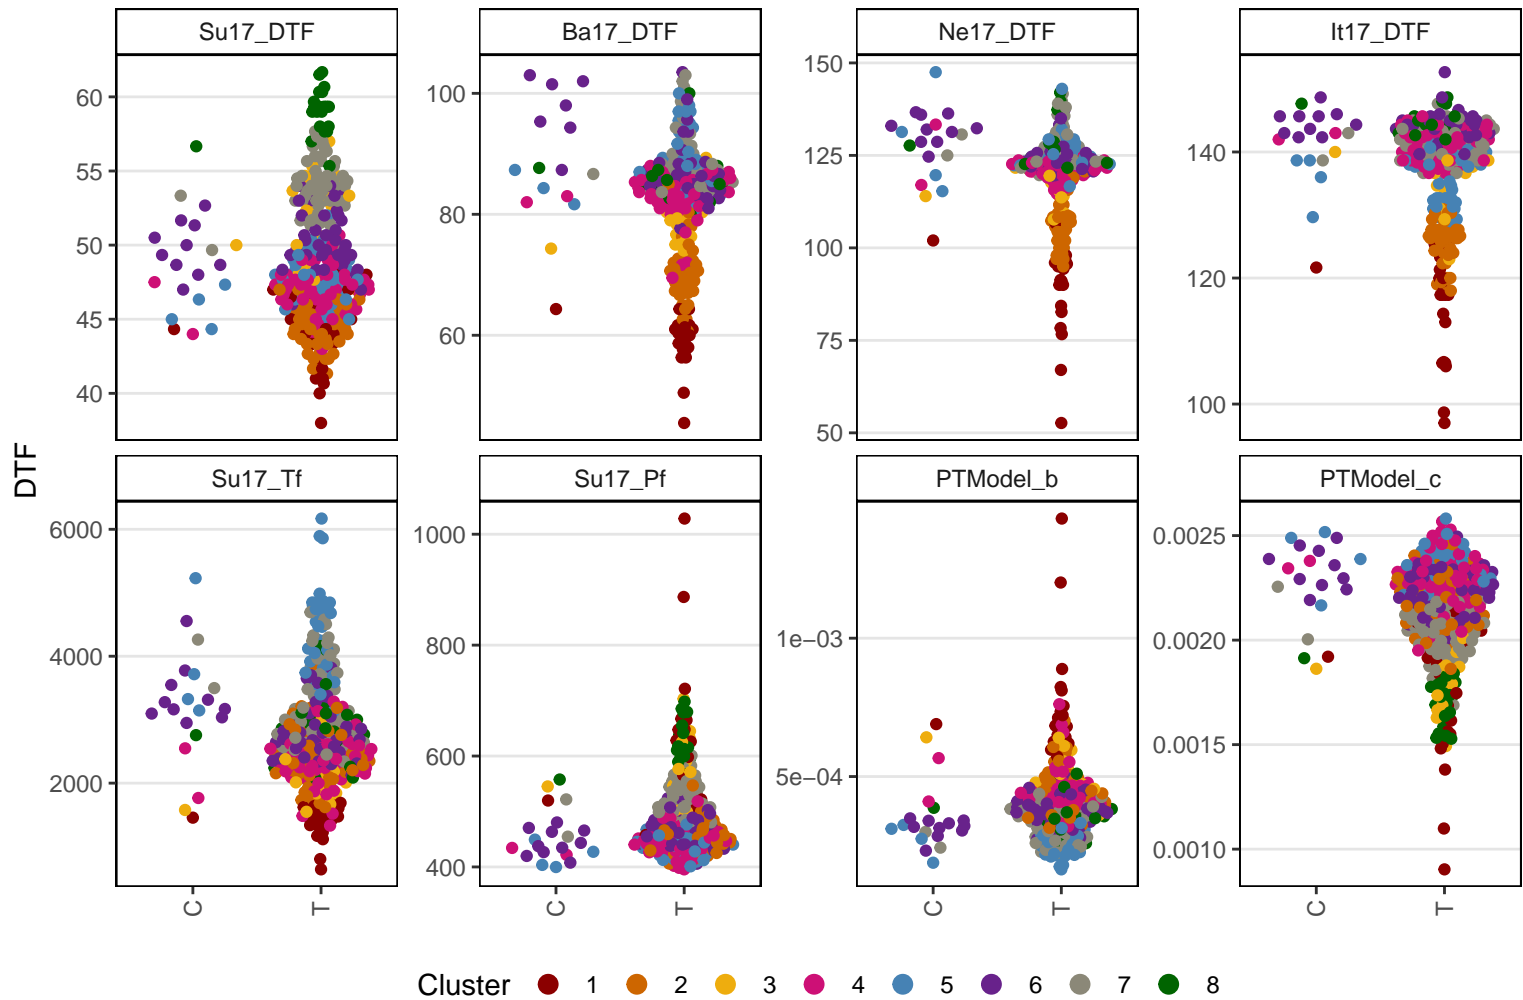 Su17_DTF
Ba17_DTF
Ne17_DTF
It17_DTF
60
55
50
45
40
100
80
60
150
125
100
75
50
140
120
100
DTF
Su17_Tf
Su17_Pf
PTModel_b
PTModel_c
6000
4000
2000
1000
800
600
400
1e−03
5e−04
0.0025
0.0020
0.0015
0.0010
C T C T C T C T
Cluster 1 2 3 4 5 6 7 8